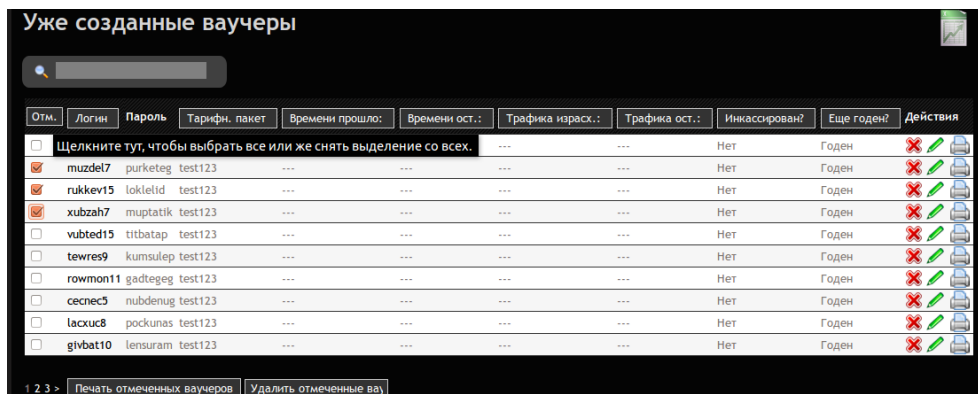 Уже созданные ваучеры
Отм. Логин Пароль Тарифн. пакет Времени прошло: Времени ост.: Трафика израсх.: Трафика ост.: Инкассирован? Еще годен? Действия
Щелкните тут, чтобы выбрать все или же снять выделение со всех. --- --- Нет Годен
muzdel7 purketeg test123 --- --- --- --- Нет Годен
rukkev15 loklelid test123 --- --- --- --- Нет Годен
xubzah7 muptatik test123 --- --- --- --- Нет Годен
vubted15 titbatap test123 --- --- --- --- Нет Годен
tewres9 kumsulep test123 --- --- --- --- Нет Годен
rowmon11 gadtegeg test123 --- --- --- --- Нет Годен
cecnec5 nubdenug test123 --- --- --- --- Нет Годен
lacxuc8 pockunas test123 --- --- --- --- Нет Годен
givbat10 lensuram test123 --- --- --- --- Нет Годен
1 2 3 > Печать отмеченных ваучеров Удалить отмеченные вау